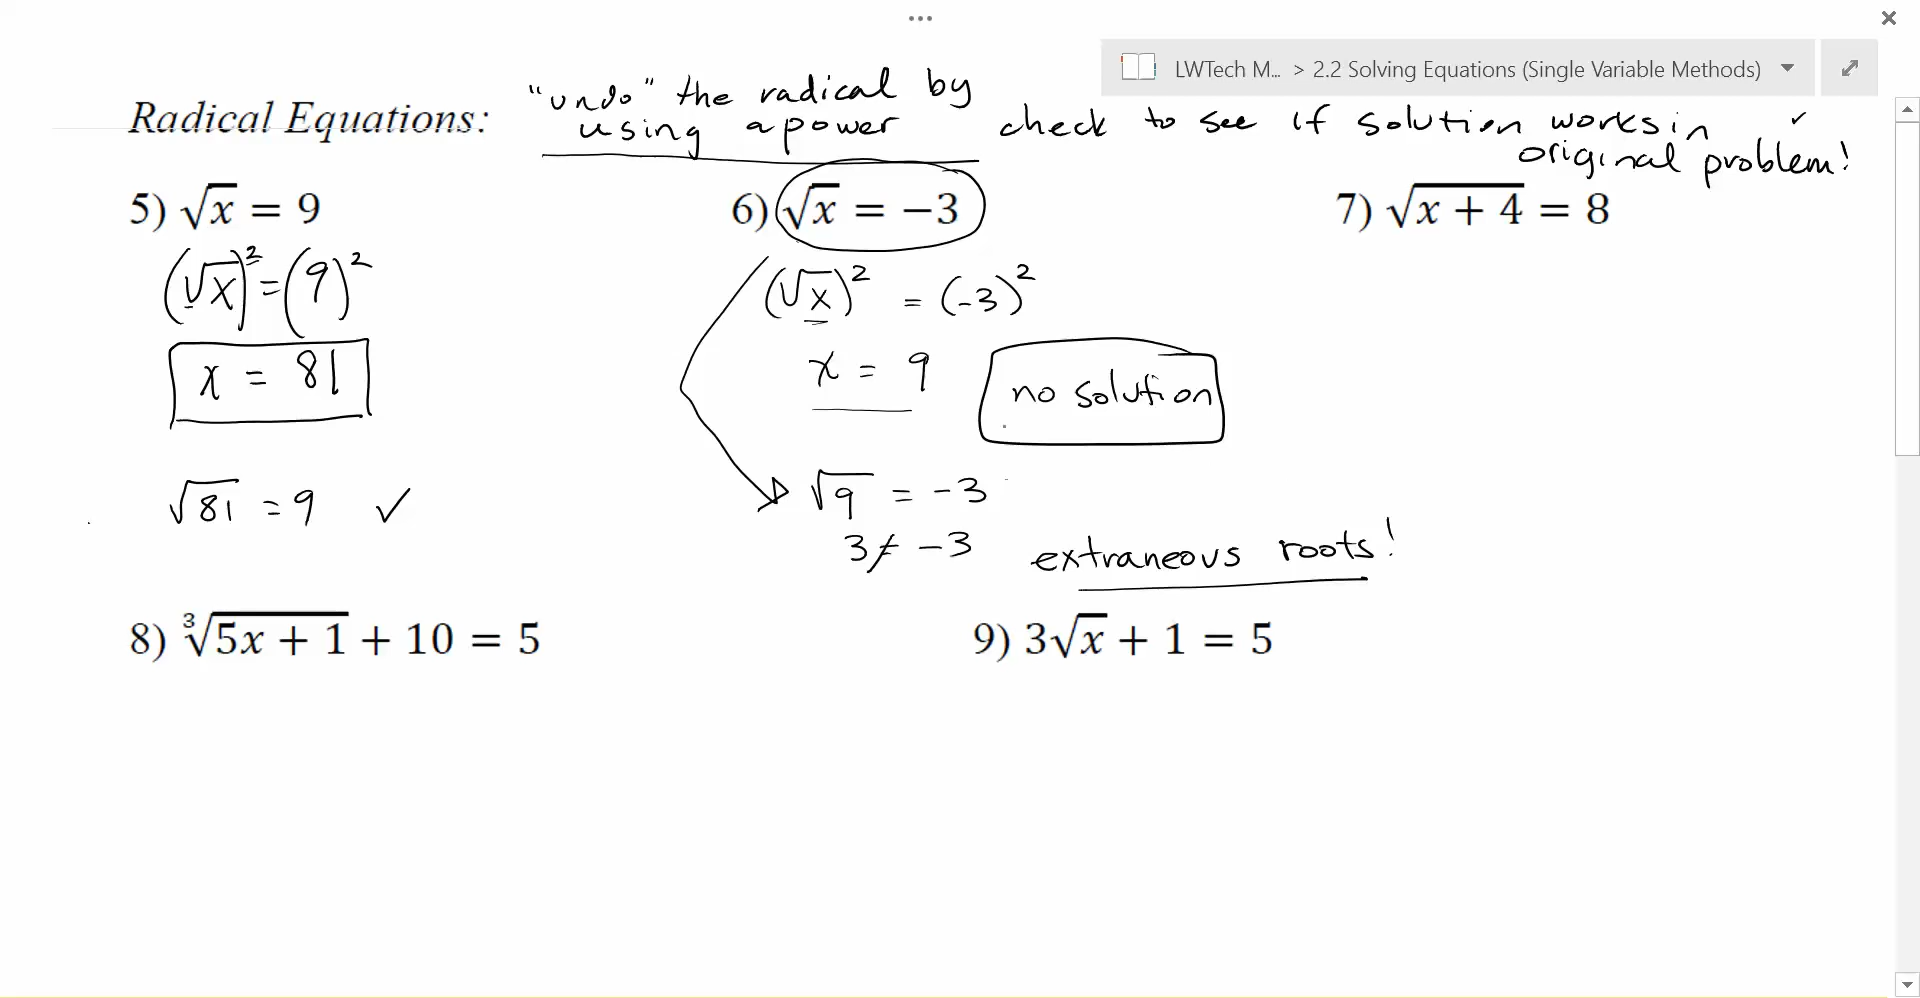 LWTech M... > 2.2 Solving Equations (Single Variable Methods)
Radical Equations:
"undo" the radical by
using a power
check to see if solution works in
original problem!
5) √x = 9
(√x)² = (9)²
x = 81
√81 = 9 ✓
6) √x = −3
(√x)² = (-3)²
x = 9
no solution
√9 = -3
3 ≠ -3
extraneous roots!
7) √(x + 4) = 8
8) ∛(5x + 1) + 10 = 5
9) 3√x + 1 = 5